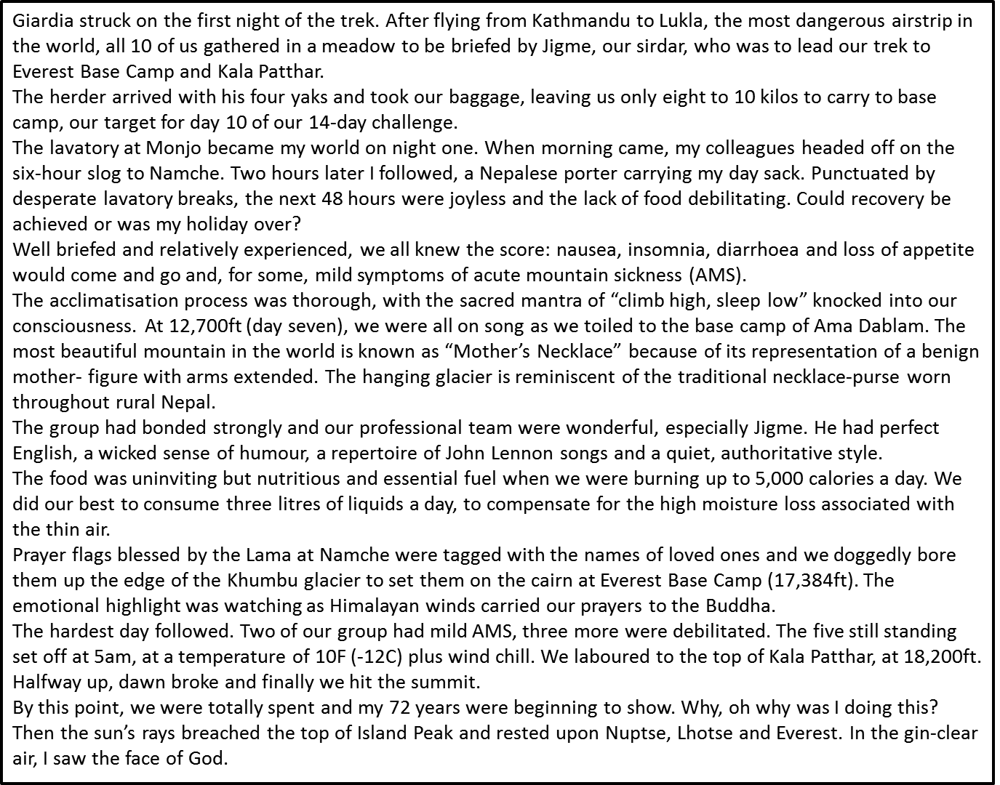 Giardia struck on the first night of the trek. After flying from Kathmandu to Lukla, the most dangerous airstrip in
the world, all 10 of us gathered in a meadow to be briefed by Jigme, our sirdar, who was to lead our trek to
Everest Base Camp and Kala Patthar.
The herder arrived with his four yaks and took our baggage, leaving us only eight to 10 kilos to carry to base
camp, our target for day 10 of our 14-day challenge.
The lavatory at Monjo became my world on night one. When morning came, my colleagues headed off on the
six-hour slog to Namche. Two hours later I followed, a Nepalese porter carrying my day sack. Punctuated by
desperate lavatory breaks, the next 48 hours were joyless and the lack of food debilitating. Could recovery be
achieved or was my holiday over?
Well briefed and relatively experienced, we all knew the score: nausea, insomnia, diarrhoea and loss of appetite
would come and go and, for some, mild symptoms of acute mountain sickness (AMS).
The acclimatisation process was thorough, with the sacred mantra of “climb high, sleep low” knocked into our
consciousness. At 12,700ft (day seven), we were all on song as we toiled to the base camp of Ama Dablam. The
most beautiful mountain in the world is known as “Mother’s Necklace” because of its representation of a benign
mother- figure with arms extended. The hanging glacier is reminiscent of the traditional necklace-purse worn
throughout rural Nepal.
The group had bonded strongly and our professional team were wonderful, especially Jigme. He had perfect
English, a wicked sense of humour, a repertoire of John Lennon songs and a quiet, authoritative style.
The food was uninviting but nutritious and essential fuel when we were burning up to 5,000 calories a day. We
did our best to consume three litres of liquids a day, to compensate for the high moisture loss associated with
the thin air.
Prayer flags blessed by the Lama at Namche were tagged with the names of loved ones and we doggedly bore
them up the edge of the Khumbu glacier to set them on the cairn at Everest Base Camp (17,384ft). The
emotional highlight was watching as Himalayan winds carried our prayers to the Buddha.
The hardest day followed. Two of our group had mild AMS, three more were debilitated. The five still standing
set off at 5am, at a temperature of 10F (-12C) plus wind chill. We laboured to the top of Kala Patthar, at 18,200ft.
Halfway up, dawn broke and finally we hit the summit.
By this point, we were totally spent and my 72 years were beginning to show. Why, oh why was I doing this?
Then the sun’s rays breached the top of Island Peak and rested upon Nuptse, Lhotse and Everest. In the gin-clear
air, I saw the face of God.